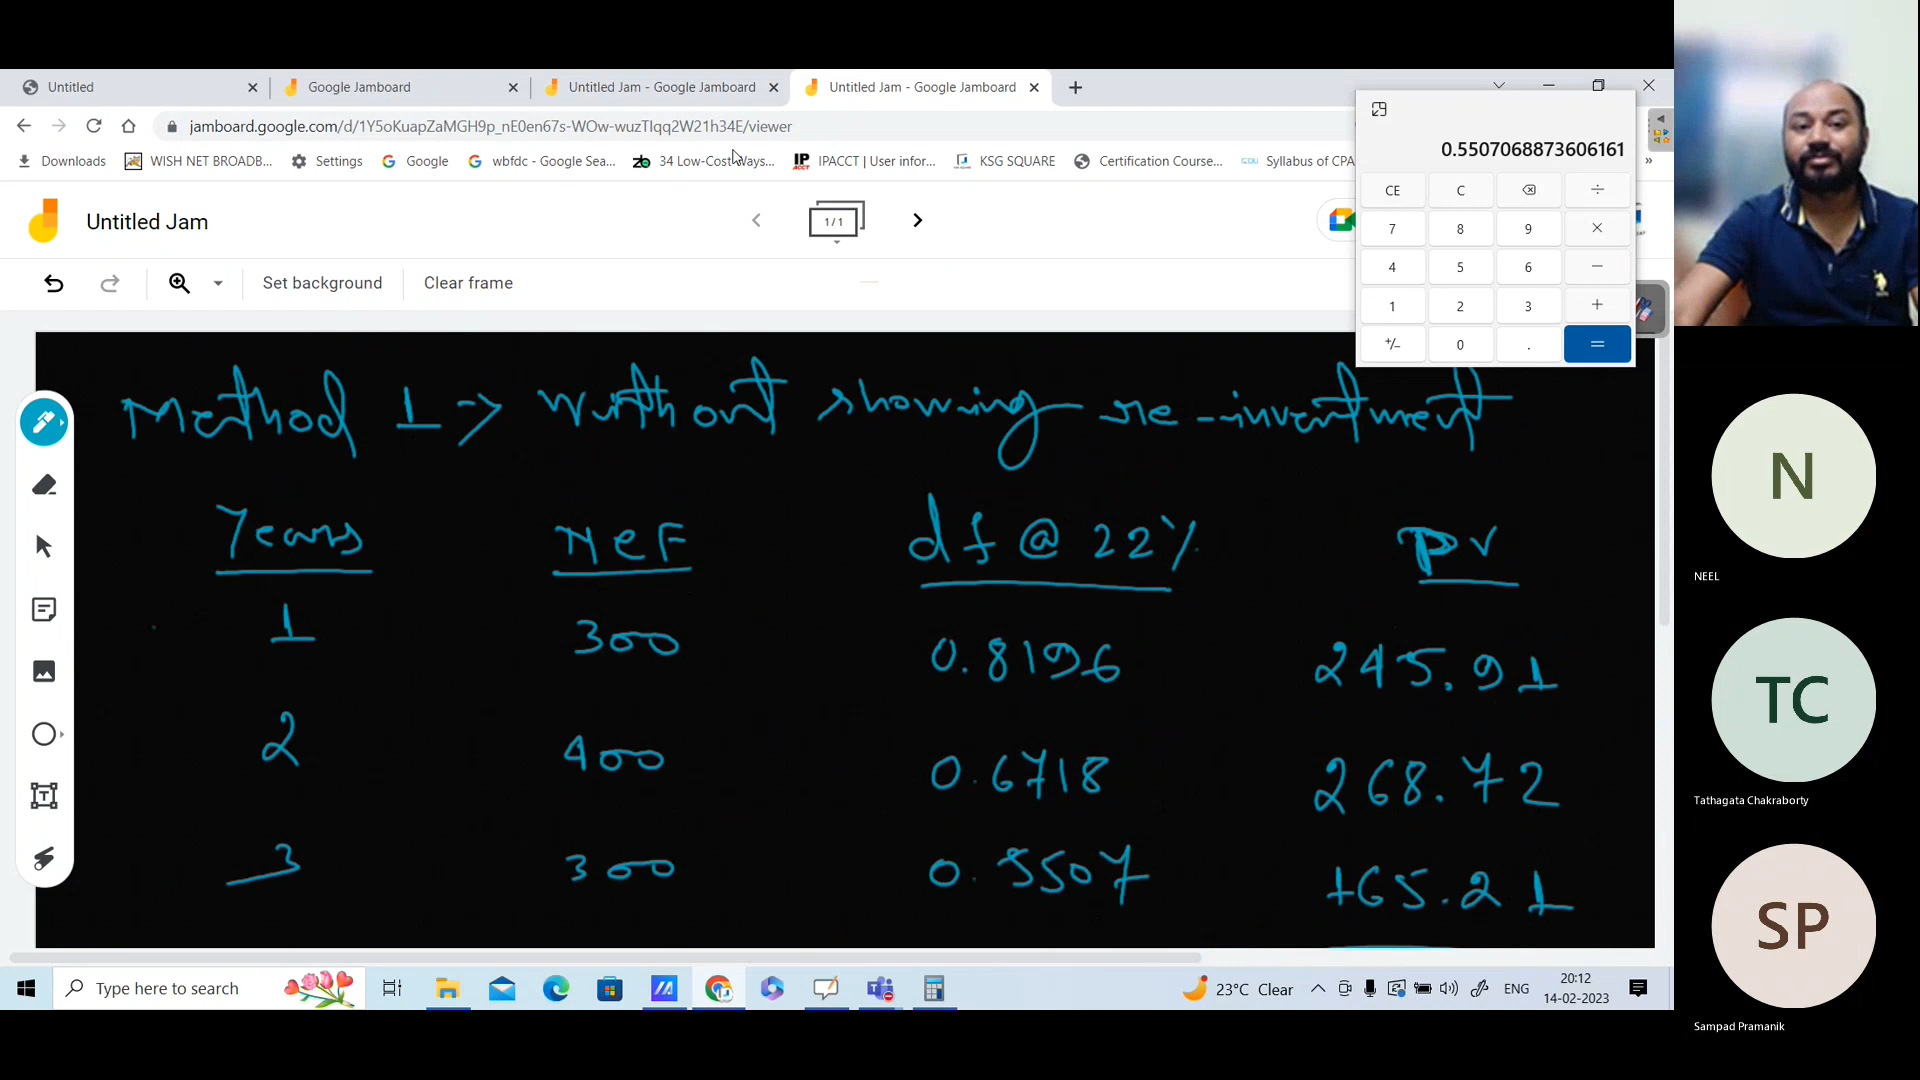 Untitled
Google Jamboard
Untitled Jam - Google Jamboard
Untitled Jam - Google Jamboard
jamboard.google.com/d/1Y5oKuapZaMGH9p_nE0en67s-WOw-wuzTlqq2W21h34E/viewer
Downloads WISH NET BROADB... Settings Google wbfdc - Google Sea... 34 Low-Cost Ways... IPACCT | User infor... KSG SQUARE Certification Course... Syllabus of CPA »
0.5507068873606161
CE C ÷
7 8 9 ×
4 5 6 −
1 2 3 +
+/− 0 . =
Untitled Jam
1/1
Set background Clear frame
Method 1 -> without showing re-investment
Years NCF df @ 22% PV
1 300 0.8196 245.91
2 400 0.6718 268.72
3 300 0.5507 165.21
Type here to search
23°C Clear
ENG
20:12
14-02-2023
N
NEEL
TC
Tathagata Chakraborty
SP
Sampad Pramanik